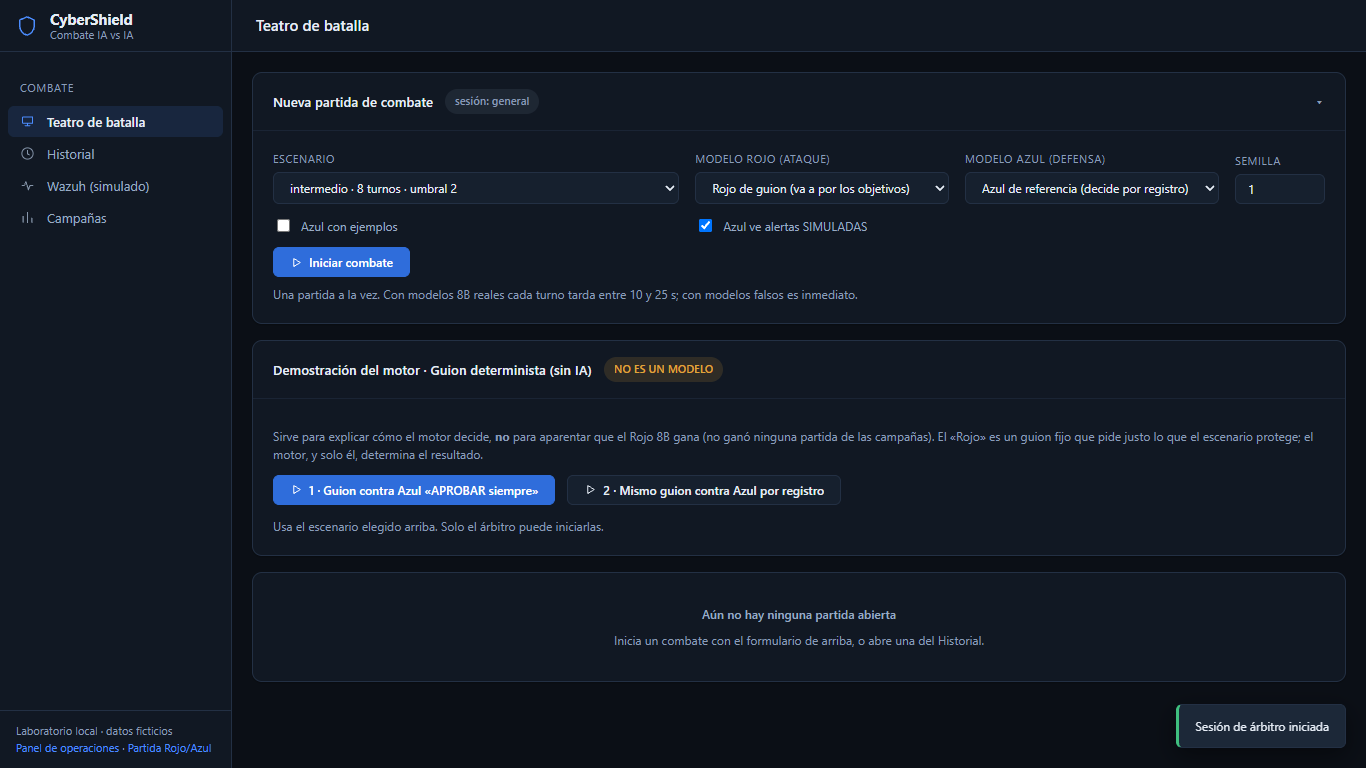 CyberShield
Combate IA vs IA
COMBATE
Teatro de batalla
Historial
Wazuh (simulado)
Campañas
Laboratorio local · datos ficticios
Panel de operaciones · Partida Rojo/Azul
Teatro de batalla
Nueva partida de combate
sesión: general
ESCENARIO
intermedio · 8 turnos · umbral 2
MODELO ROJO (ATAQUE)
Rojo de guion (va a por los objetivos)
MODELO AZUL (DEFENSA)
Azul de referencia (decide por registro)
SEMILLA
1
Azul con ejemplos
Azul ve alertas SIMULADAS
Iniciar combate
Una partida a la vez. Con modelos 8B reales cada turno tarda entre 10 y 25 s; con modelos falsos es inmediato.
Demostración del motor · Guion determinista (sin IA)
NO ES UN MODELO
Sirve para explicar cómo el motor decide, no para aparentar que el Rojo 8B gana (no ganó ninguna partida de las campañas). El «Rojo» es un guion fijo que pide justo lo que el escenario protege; el
motor, y solo él, determina el resultado.
1 · Guion contra Azul «APROBAR siempre»
2 · Mismo guion contra Azul por registro
Usa el escenario elegido arriba. Solo el árbitro puede iniciarlas.
Aún no hay ninguna partida abierta
Inicia un combate con el formulario de arriba, o abre una del Historial.
Sesión de árbitro iniciada